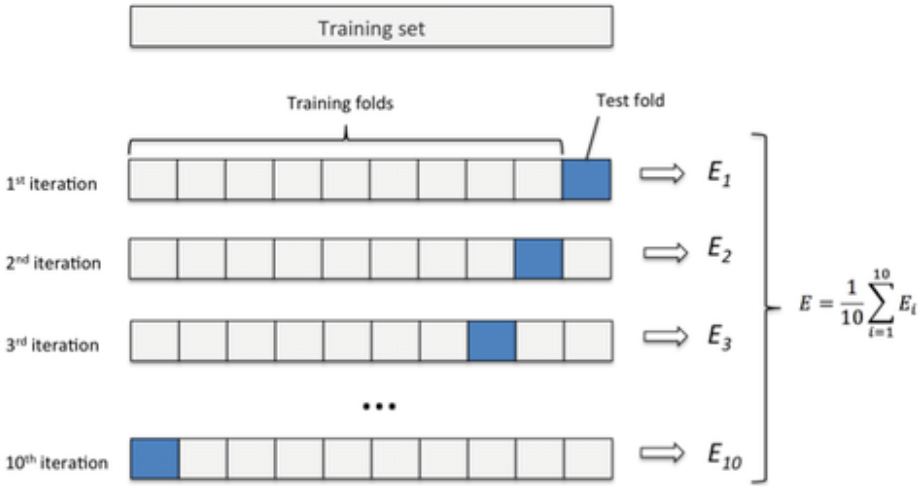 Training set
Training folds
Test fold
1st iteration
E1
2nd iteration
E2
3rd iteration
E3
E = 1/10 ∑ i=1 10 Ei
...
10th iteration
E10